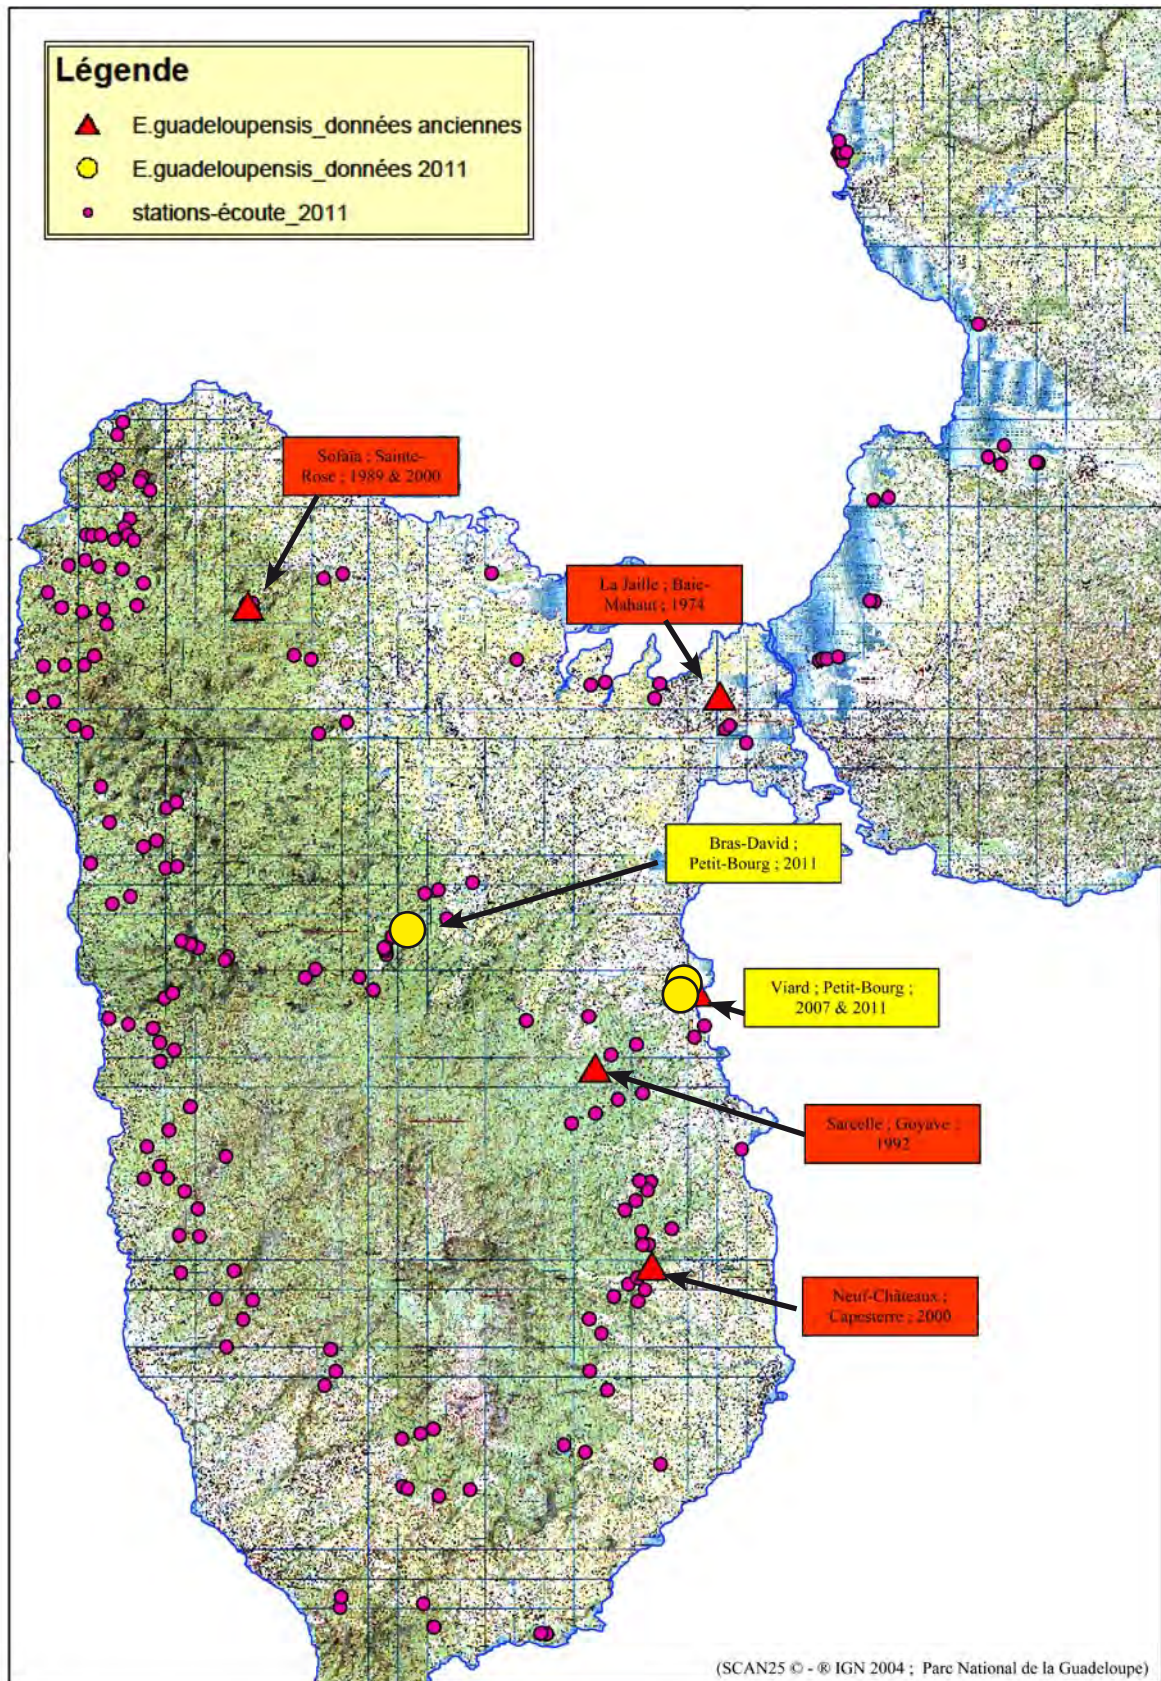 Légende
E.guadeloupensis_données anciennes
E.guadeloupensis_données 2011
stations-écoute_2011
Sofaïa ; Sainte-
Rose ; 1989 & 2000
La Jaille ; Baie-
Mahaut ; 1974
Bras-David ;
Petit-Bourg ; 2011
Viard ; Petit-Bourg ;
2007 & 2011
Sarcelle ; Goyave ;
1992
Neuf-Châteaux ;
Capesterre ; 2000
(SCAN25 © - ® IGN 2004 ; Parc National de la Guadeloupe)